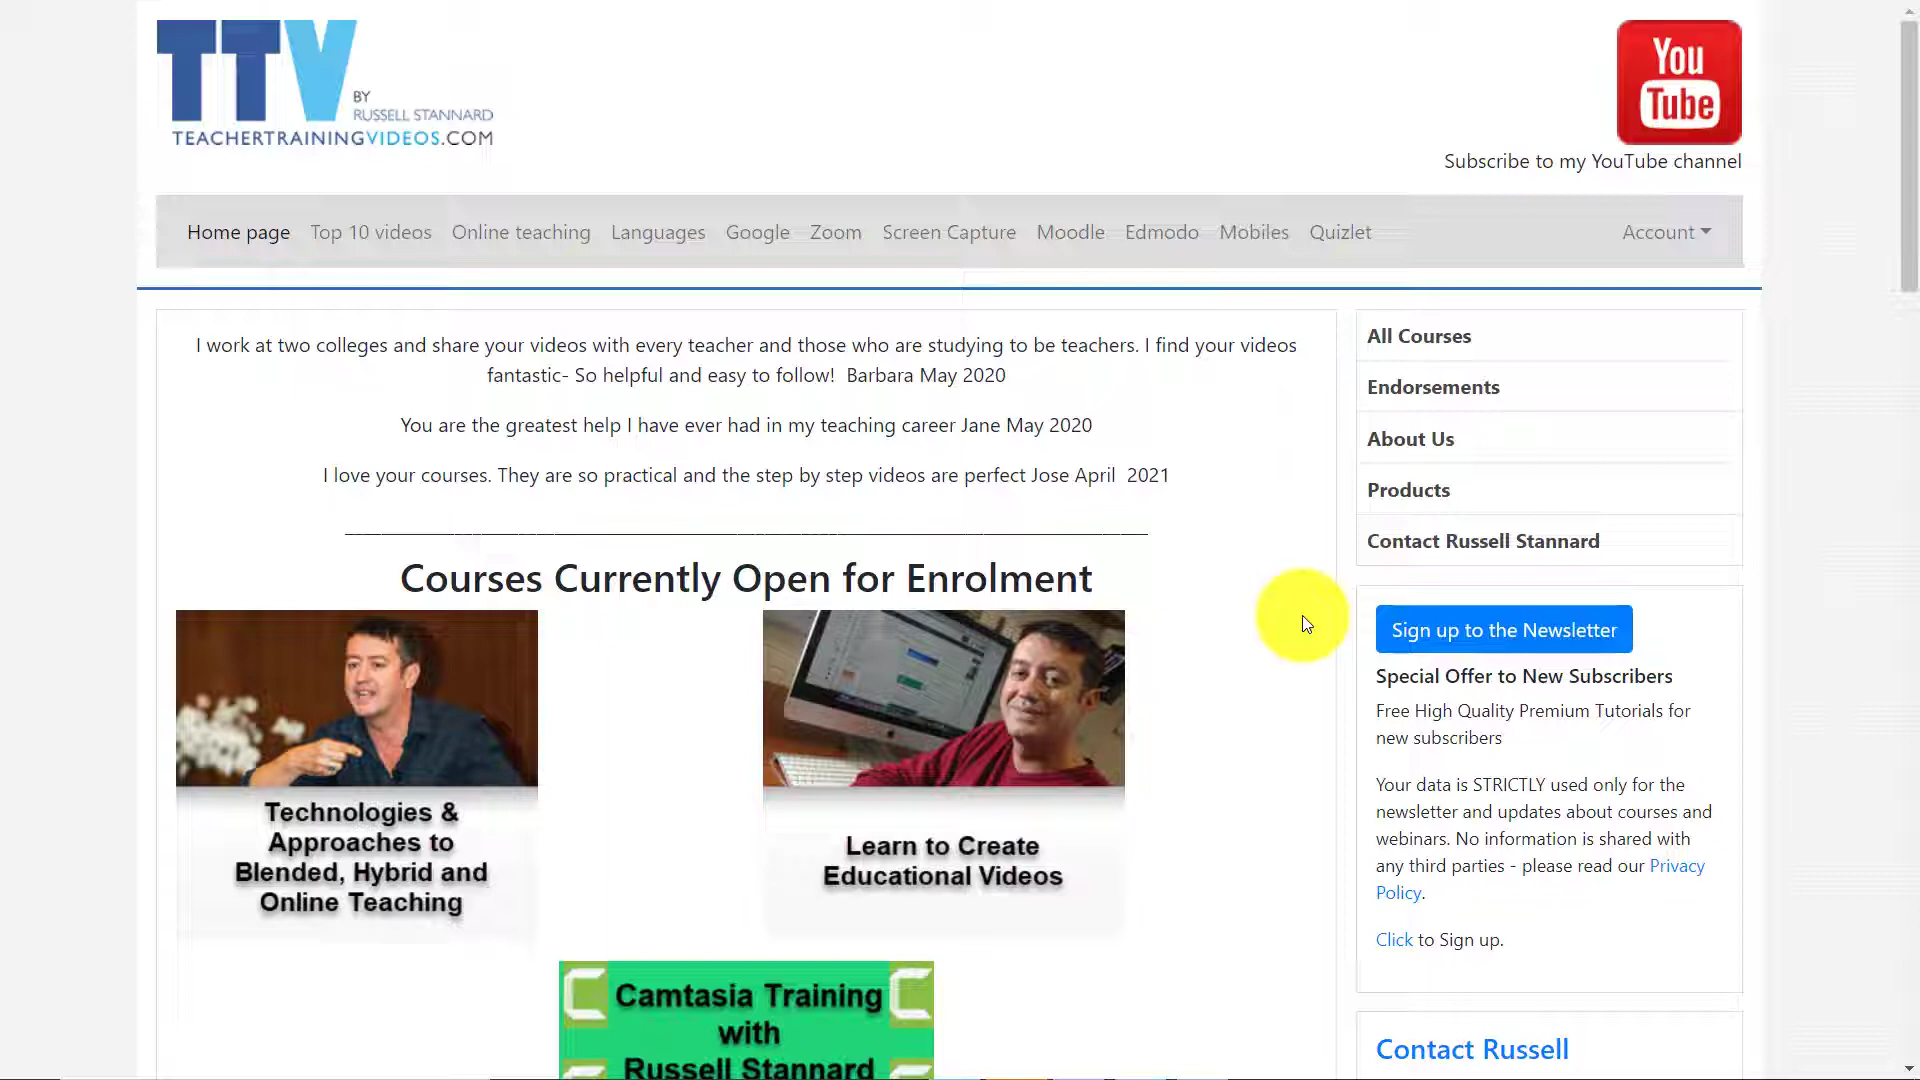 TTV
BY
RUSSELL STANNARD
TEACHERTRAININGVIDEOS.COM
You
Tube
Subscribe to my YouTube channel
Home page Top 10 videos Online teaching Languages Google Zoom Screen Capture Moodle Edmodo Mobiles Quizlet Account
I work at two colleges and share your videos with every teacher and those who are studying to be teachers. I find your videos
fantastic- So helpful and easy to follow! Barbara May 2020
You are the greatest help I have ever had in my teaching career Jane May 2020
I love your courses. They are so practical and the step by step videos are perfect Jose April 2021
Courses Currently Open for Enrolment
Technologies &
Approaches to
Blended, Hybrid and
Online Teaching
Learn to Create
Educational Videos
Camtasia Training
with
Russell Stannard
All Courses
Endorsements
About Us
Products
Contact Russell Stannard
Sign up to the Newsletter
Special Offer to New Subscribers
Free High Quality Premium Tutorials for
new subscribers
Your data is STRICTLY used only for the
newsletter and updates about courses and
webinars. No information is shared with
any third parties - please read our Privacy
Policy.
Click to Sign up.
Contact Russell